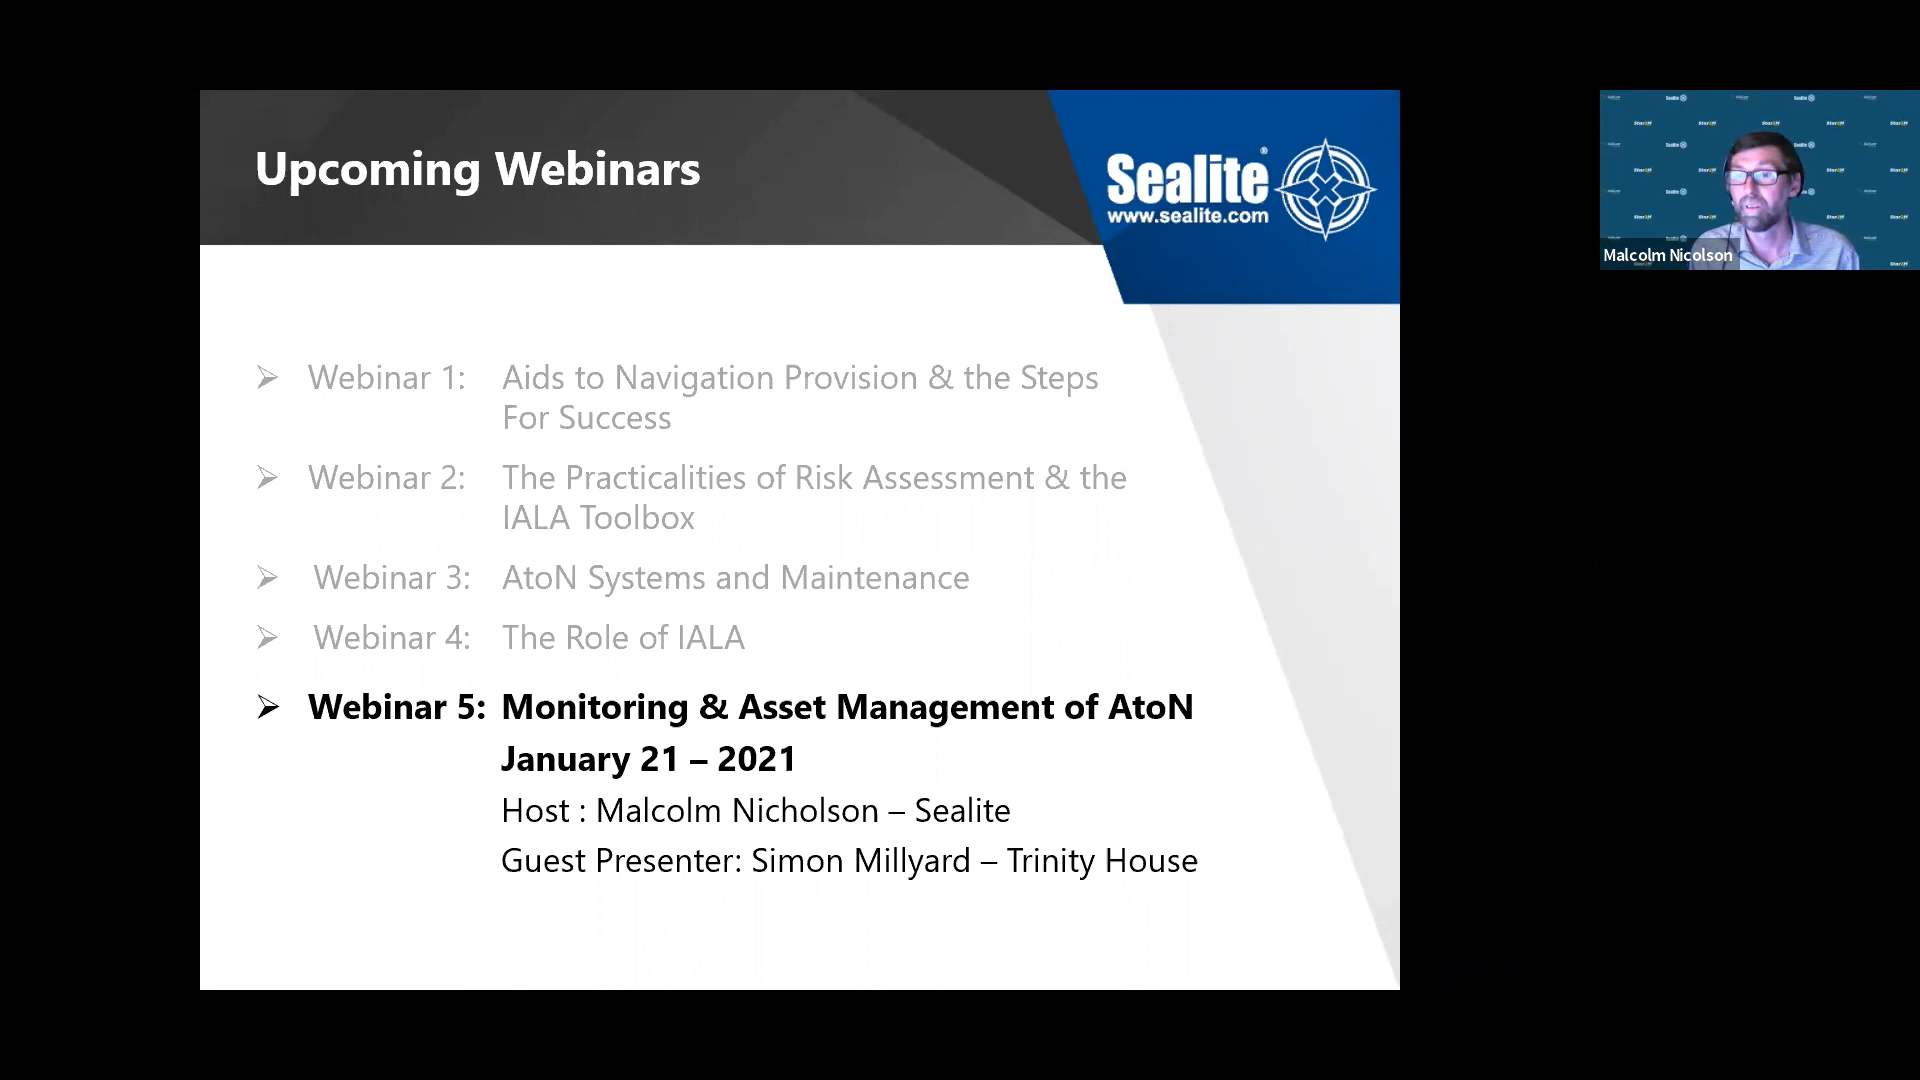 Upcoming Webinars
Sealite®
www.sealite.com
➢ Webinar 1: Aids to Navigation Provision & the Steps
For Success
➢ Webinar 2: The Practicalities of Risk Assessment & the
IALA Toolbox
➢ Webinar 3: AtoN Systems and Maintenance
➢ Webinar 4: The Role of IALA
➢ Webinar 5: Monitoring & Asset Management of AtoN
January 21 – 2021
Host : Malcolm Nicholson – Sealite
Guest Presenter: Simon Millyard – Trinity House
Malcolm Nicolson